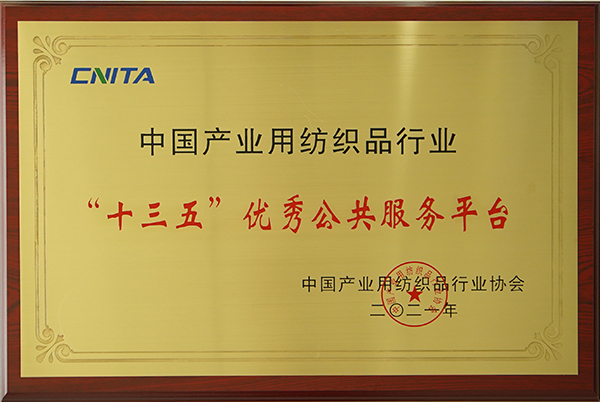 CNITA
中国产业用纺织品行业
“十三五”优秀公共服务平台
中国产业用纺织品行业协会
二〇二一年